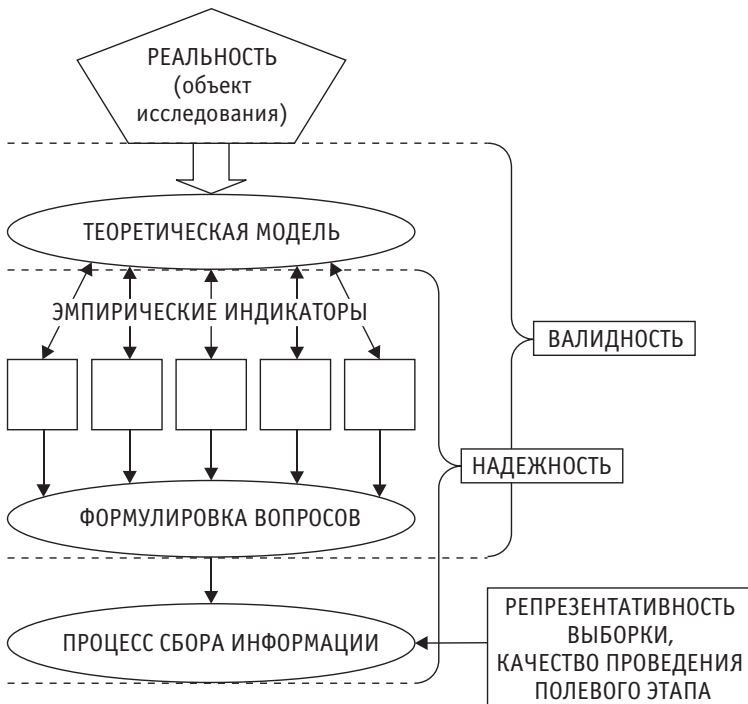 РЕАЛЬНОСТЬ
(объект
исследования)
ТЕОРЕТИЧЕСКАЯ МОДЕЛЬ
ЭМПИРИЧЕСКИЕ ИНДИКАТОРЫ
ВАЛИДНОСТЬ
НАДЕЖНОСТЬ
ФОРМУЛИРОВКА ВОПРОСОВ
РЕПРЕЗЕНТАТИВНОСТЬ
ВЫБОРКИ,
КАЧЕСТВО ПРОВЕДЕНИЯ
ПОЛЕВОГО ЭТАПА
ПРОЦЕСС СБОРА ИНФОРМАЦИИ